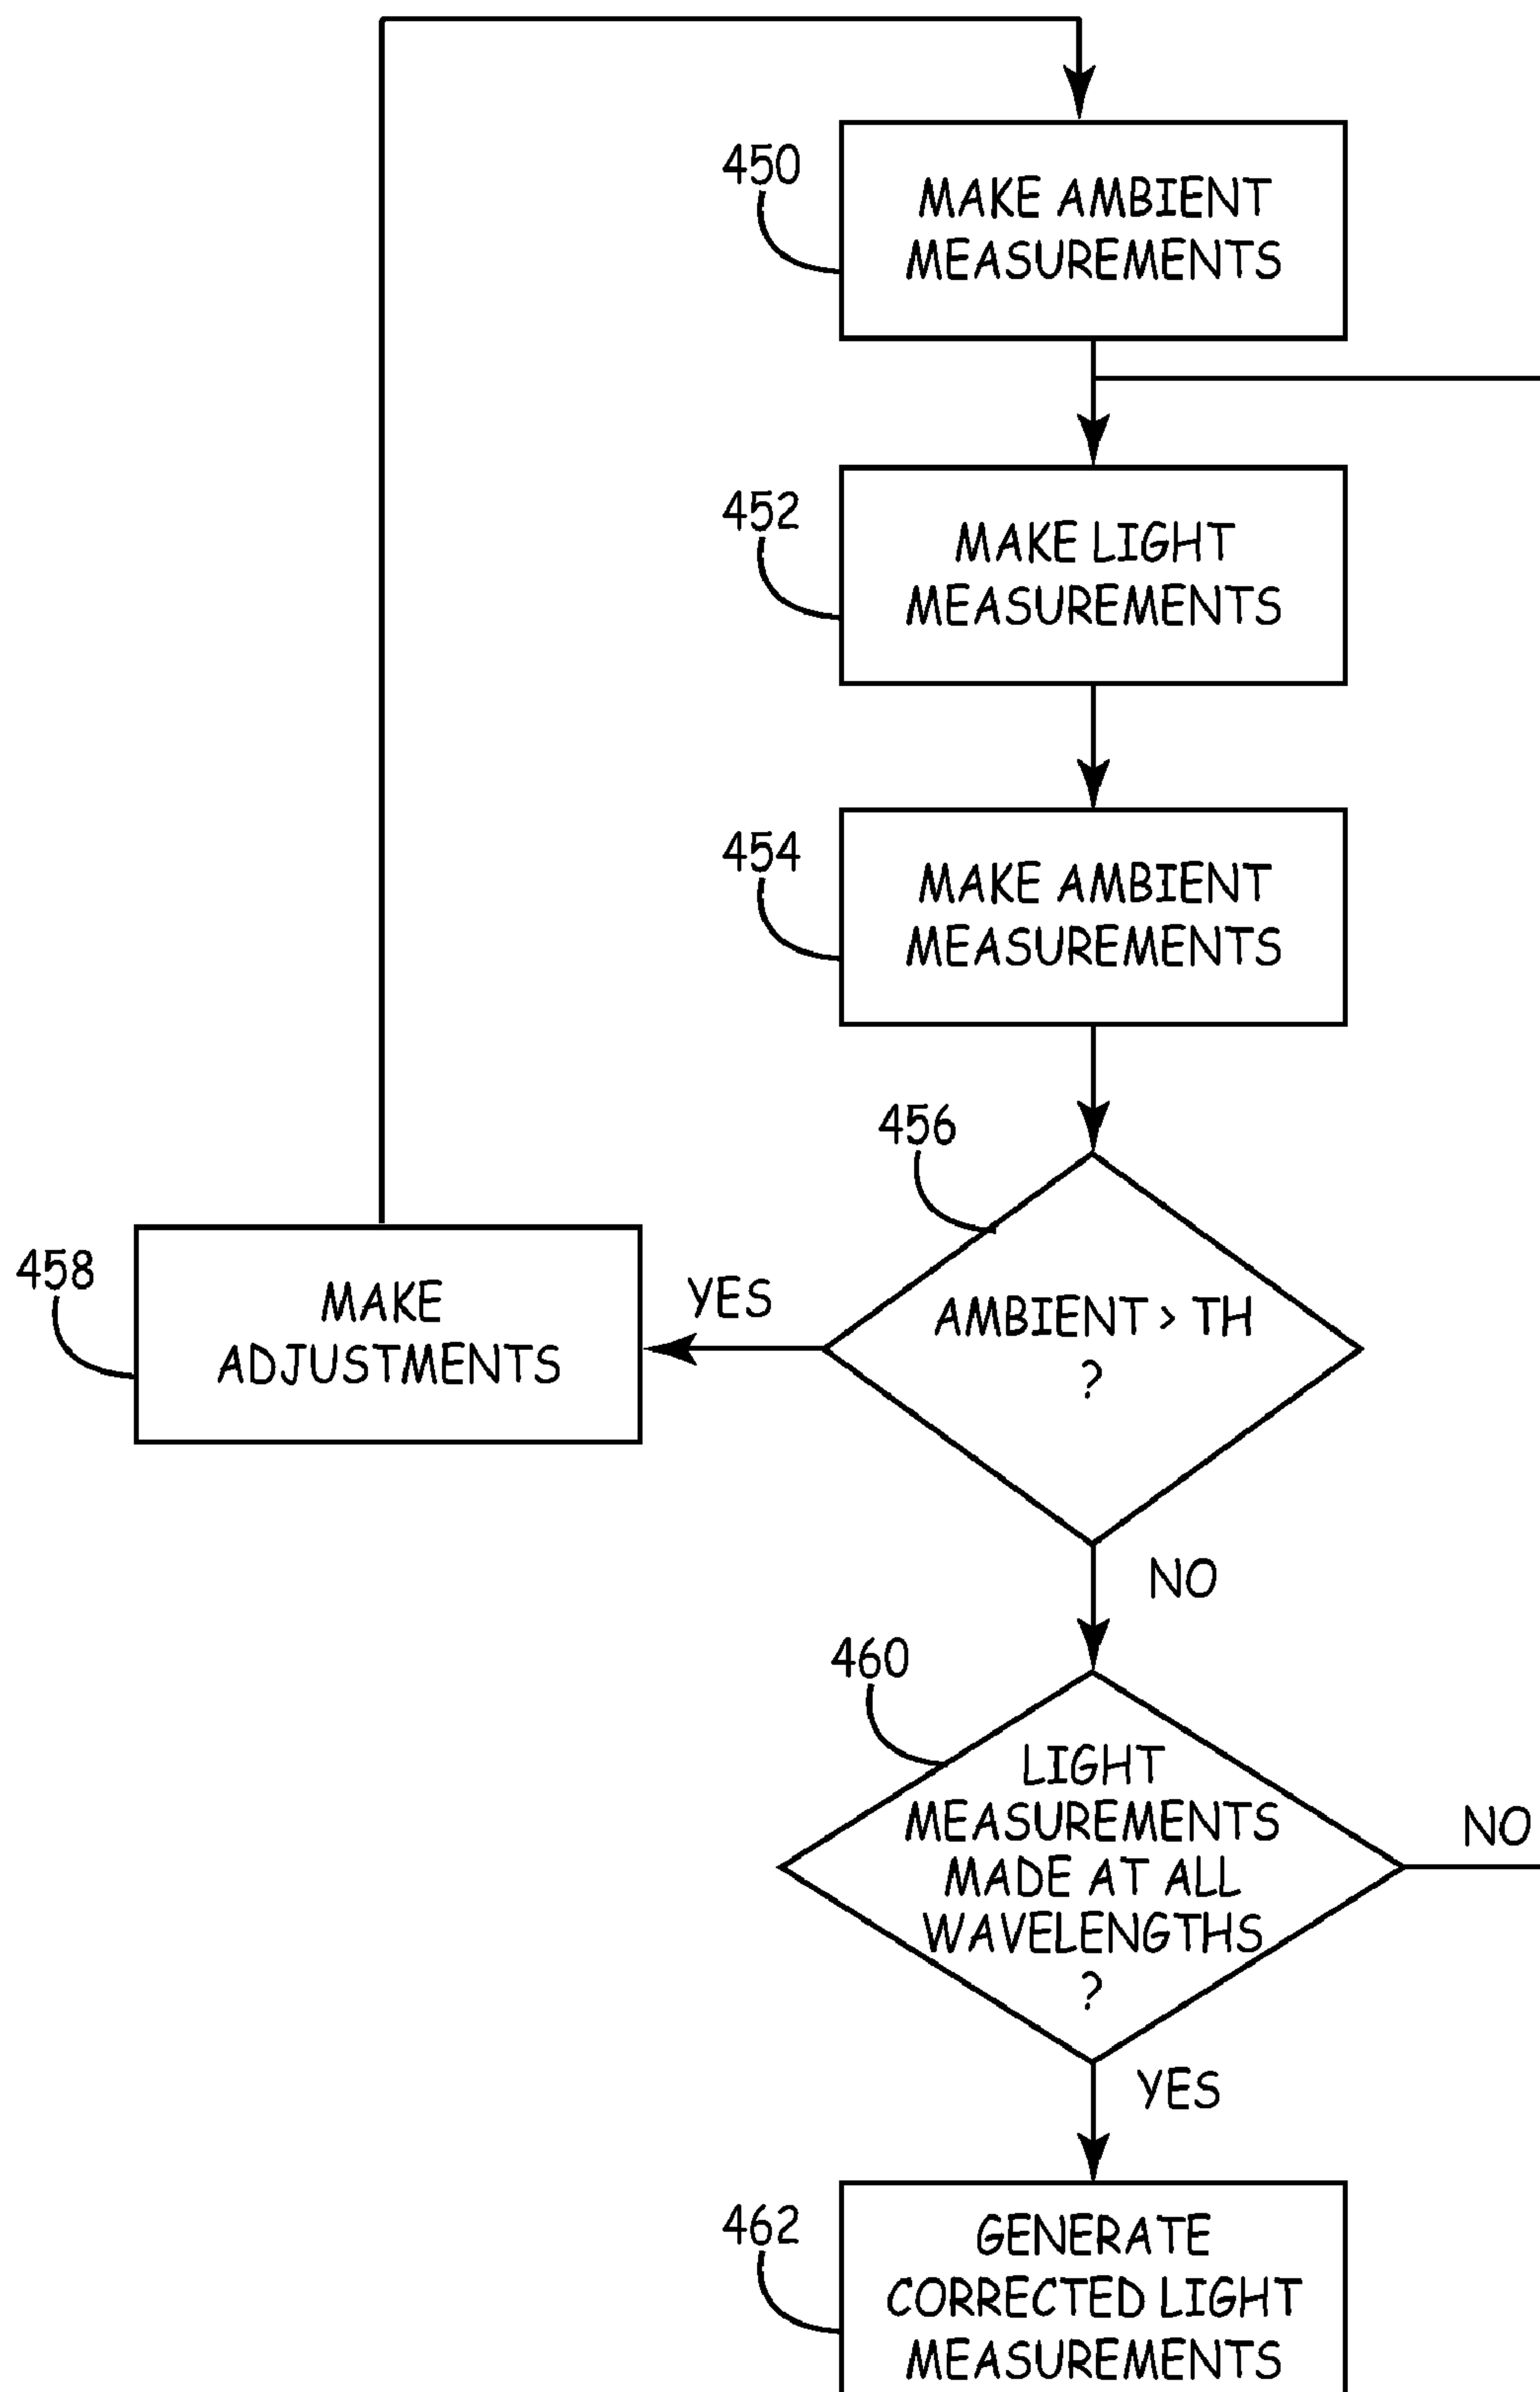 450
MAKE AMBIENT
MEASUREMENTS
452
MAKE LIGHT
MEASUREMENTS
454
MAKE AMBIENT
MEASUREMENTS
456
AMBIENT > TH
?
YES
458
MAKE
ADJUSTMENTS
NO
460
LIGHT
MEASUREMENTS
MADE AT ALL
WAVELENGTHS
?
NO
YES
462
GENERATE
CORRECTED LIGHT
MEASUREMENTS